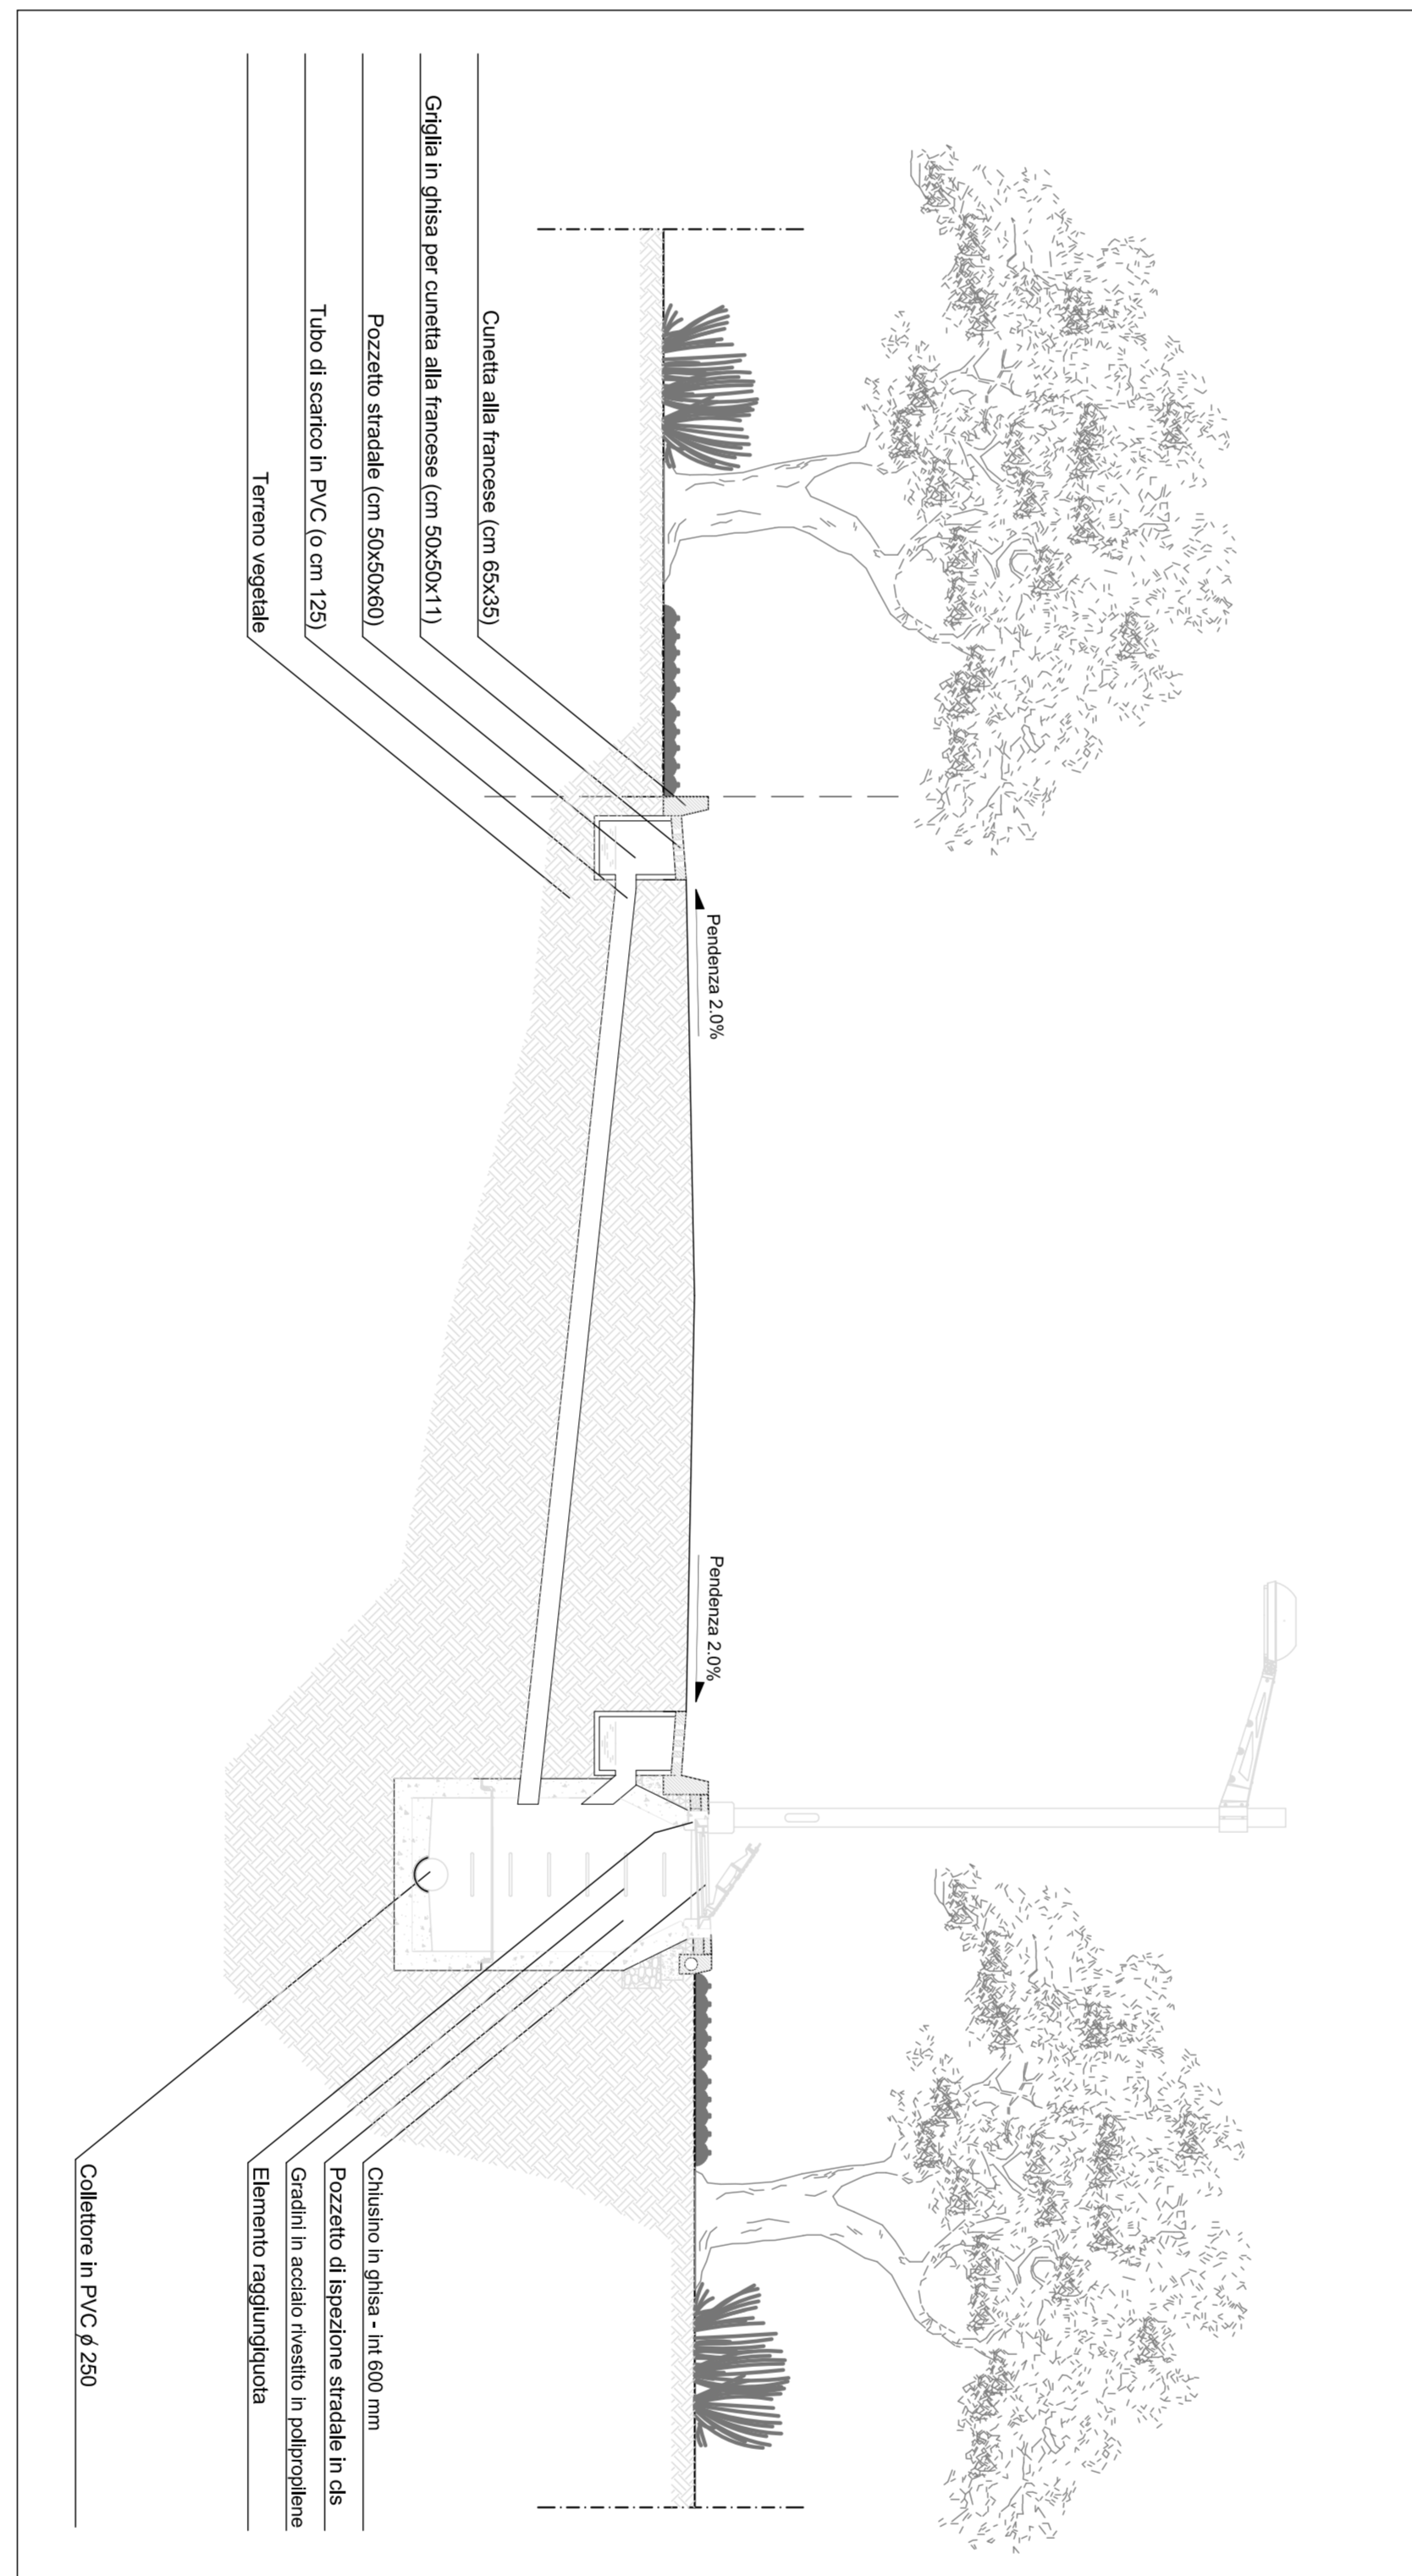 Cunetta alla francese (cm 65x35)
Griglia in ghisa per cunetta alla francese (cm 50x50x11)
Pozzetto stradale (cm 50x50x60)
Tubo di scarico in PVC (o cm 125)
Terreno vegetale
Pendenza 2.0%
Pendenza 2.0%
Chiusino in ghisa - int 600 mm
Pozzetto di ispezione stradale in cls
Gradini in acciaio rivestito in polipropilene
Elemento raggiungiquota
Collettore in PVC ø 250